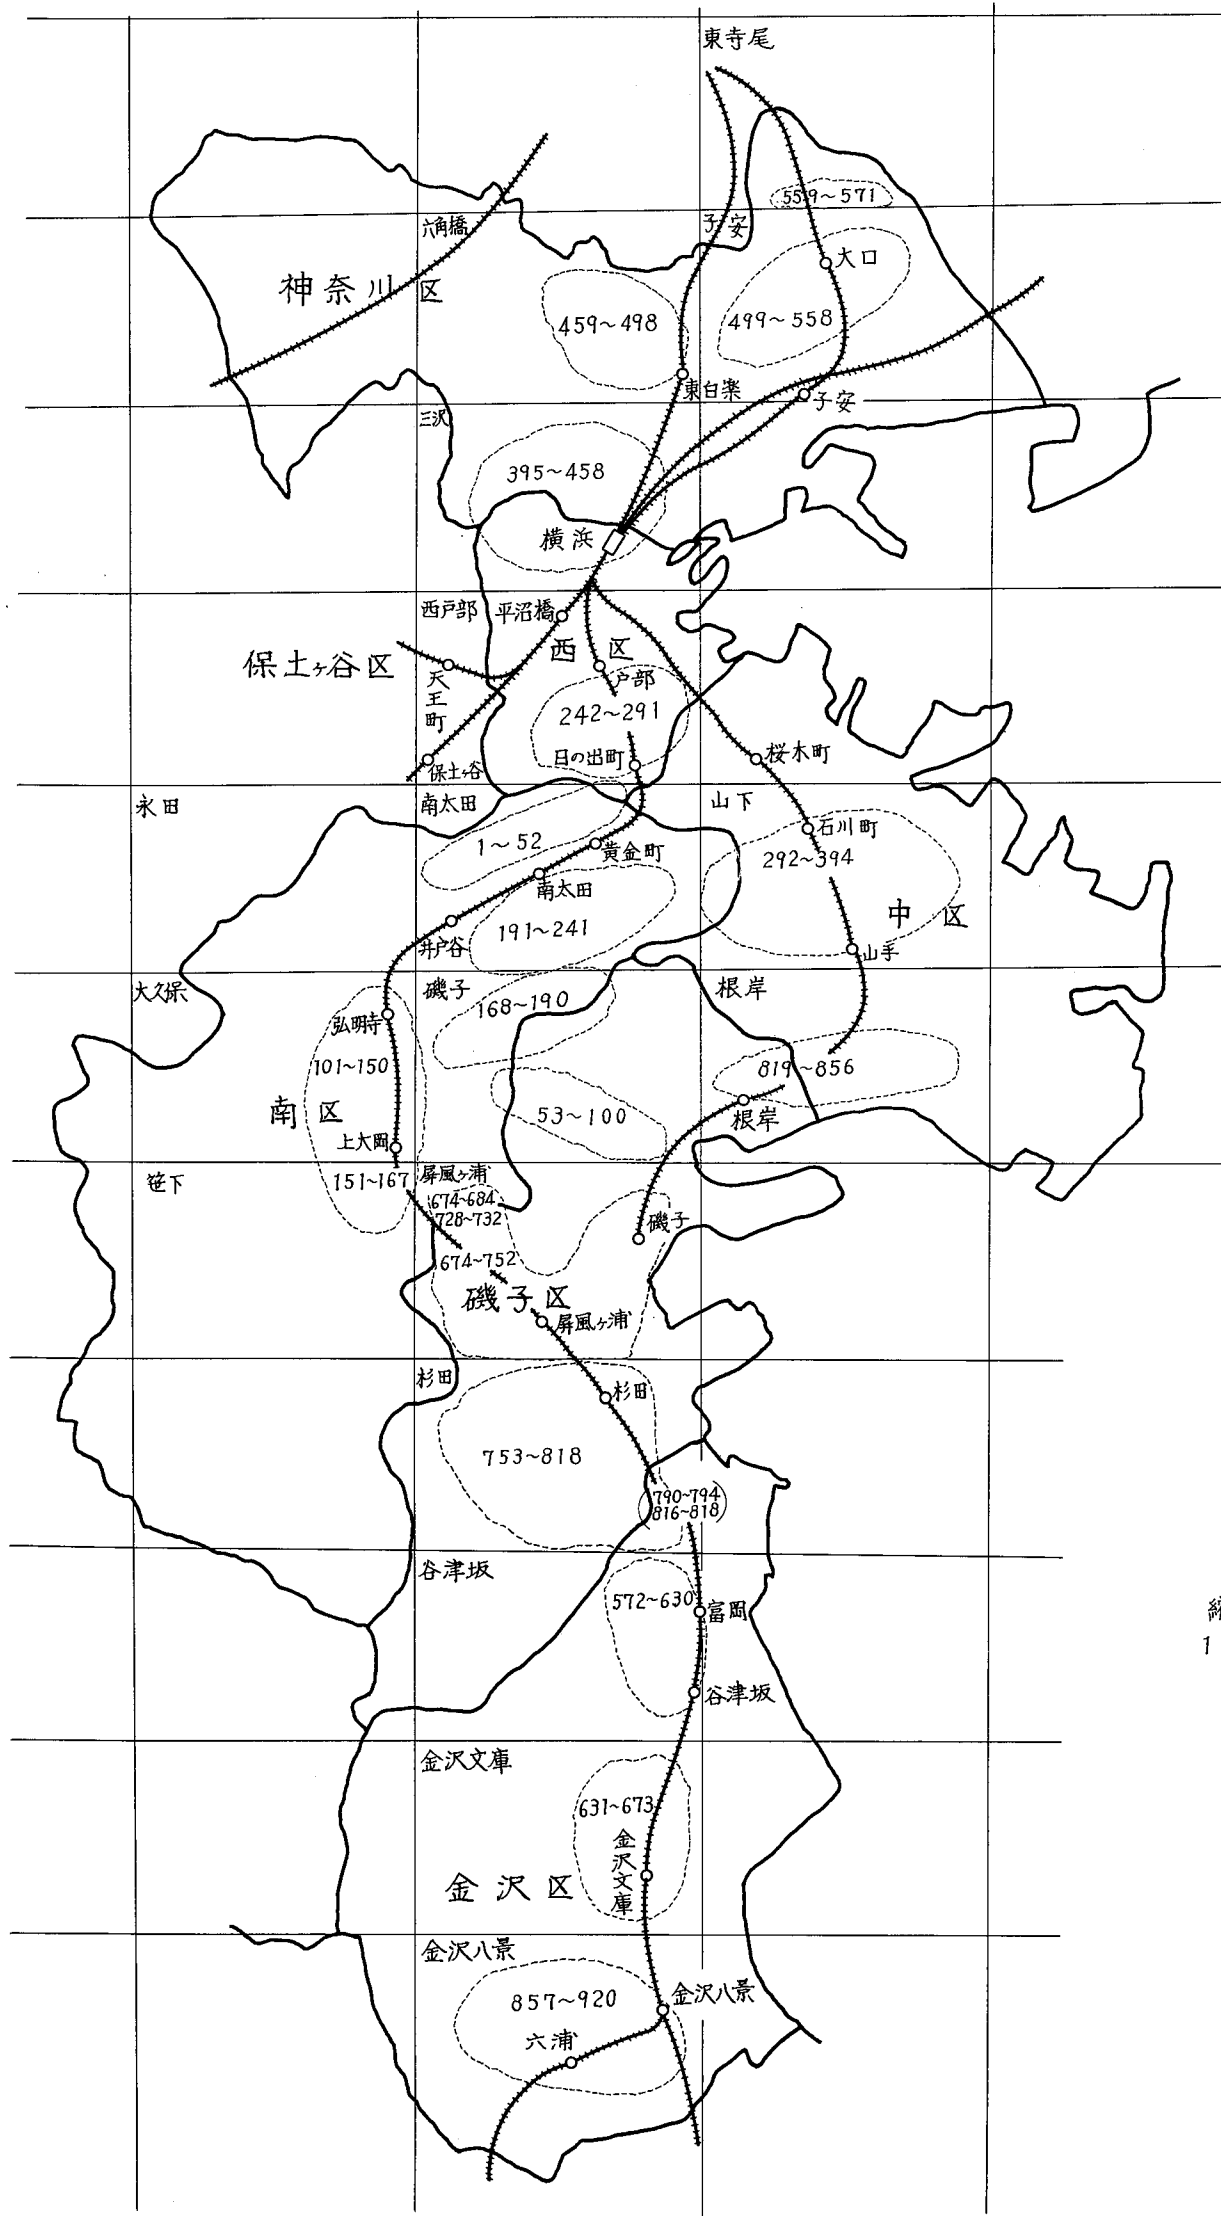 東寺尾
559～571
六角橋
子安
大口
神奈川区
459～498
499～558
東白楽
子安
三沢
395～458
横浜
西戸部
平沼橋
保土ヶ谷区
西区
天王町
戸部
242～291
日の出町
桜木町
保土ヶ谷
永田
南太田
山下
石川町
1～52
黄金町
292～394
南太田
中区
191～241
井戸谷
山手
大久保
磯子
根岸
168～190
弘明寺
101～150
819～856
南区
53～100
根岸
上大岡
笹下
151～167
屏風ヶ浦
674～684
728～732
磯子
674～752
磯子区
屏風ヶ浦
杉田
杉田
753～818
(790～794
816～818)
谷津坂
572～630
富岡
縮
1
谷津坂
金沢文庫
631～673
金沢文庫
金沢区
金沢八景
857～920
金沢八景
六浦